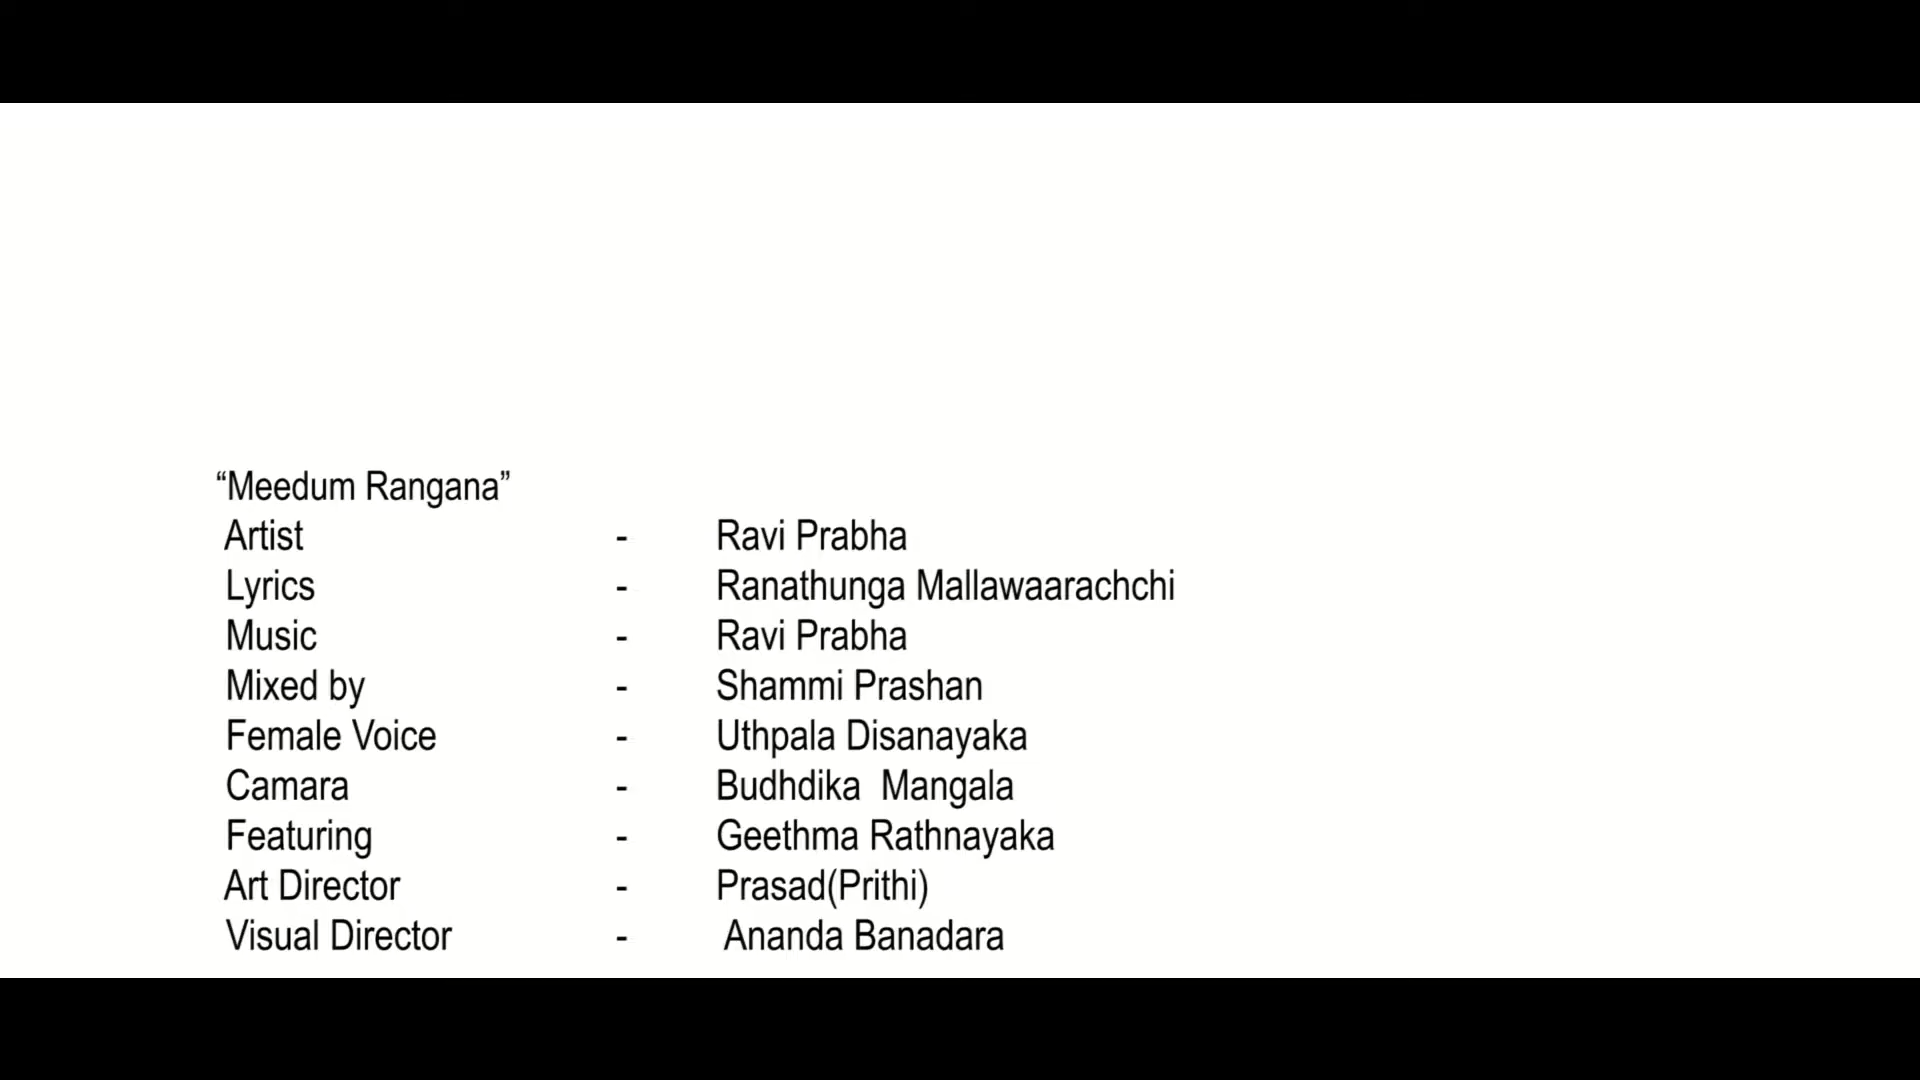 “Meedum Rangana”
Artist - Ravi Prabha
Lyrics - Ranathunga Mallawaarachchi
Music - Ravi Prabha
Mixed by - Shammi Prashan
Female Voice - Uthpala Disanayaka
Camara - Budhdika Mangala
Featuring - Geethma Rathnayaka
Art Director - Prasad(Prithi)
Visual Director - Ananda Banadara